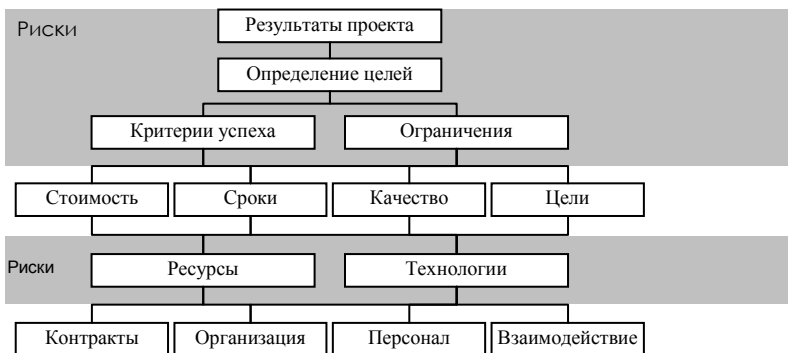 Риски
Результаты проекта
Определение целей
Критерии успеха
Ограничения
Стоимость
Сроки
Качество
Цели
Риски
Ресурсы
Технологии
Контракты
Организация
Персонал
Взаимодействие